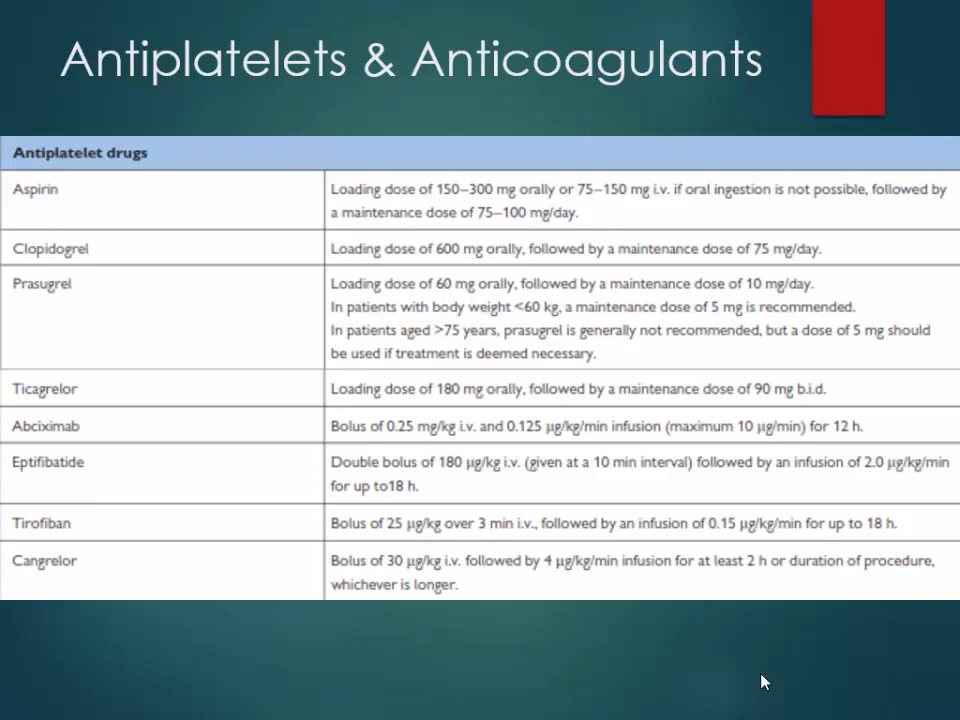 Antiplatelets & Anticoagulants
Antiplatelet drugs
Aspirin
Loading dose of 150–300 mg orally or 75–150 mg i.v. if oral ingestion is not possible, followed by
a maintenance dose of 75–100 mg/day.
Clopidogrel
Loading dose of 600 mg orally, followed by a maintenance dose of 75 mg/day.
Prasugrel
Loading dose of 60 mg orally, followed by a maintenance dose of 10 mg/day.
In patients with body weight <60 kg, a maintenance dose of 5 mg is recommended.
In patients aged >75 years, prasugrel is generally not recommended, but a dose of 5 mg should
be used if treatment is deemed necessary.
Ticagrelor
Loading dose of 180 mg orally, followed by a maintenance dose of 90 mg b.i.d.
Abciximab
Bolus of 0.25 mg/kg i.v. and 0.125 µg/kg/min infusion (maximum 10 µg/min) for 12 h.
Eptifibatide
Double bolus of 180 µg/kg i.v. (given at a 10 min interval) followed by an infusion of 2.0 µg/kg/min
for up to18 h.
Tirofiban
Bolus of 25 µg/kg over 3 min i.v., followed by an infusion of 0.15 µg/kg/min for up to 18 h.
Cangrelor
Bolus of 30 µg/kg i.v. followed by 4 µg/kg/min infusion for at least 2 h or duration of procedure,
whichever is longer.